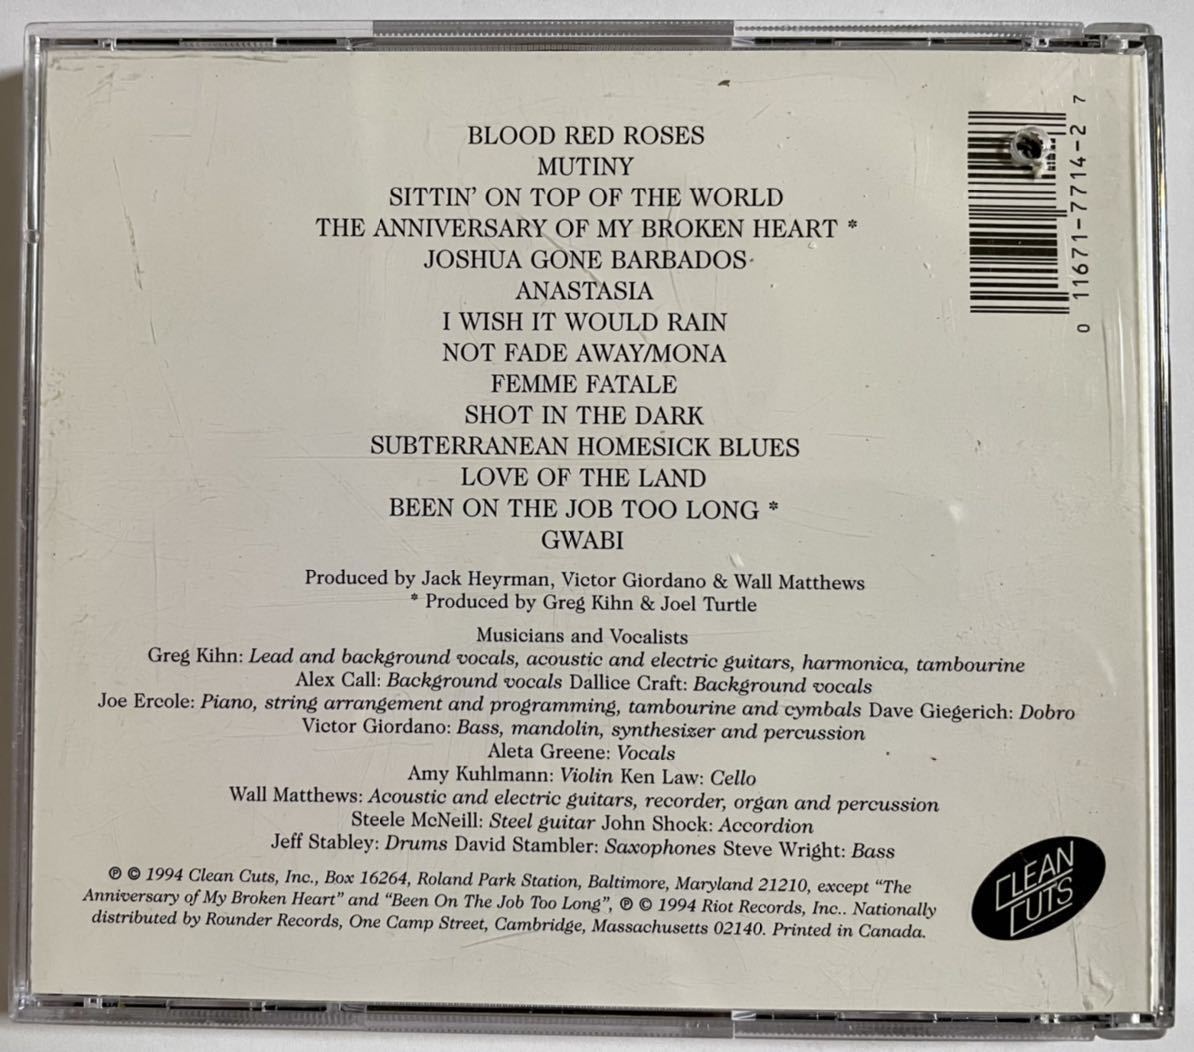 BLOOD RED ROSES
MUTINY
SITTIN' ON TOP OF THE WORLD
THE ANNIVERSARY OF MY BROKEN HEART *
JOSHUA GONE BARBADOS
ANASTASIA
I WISH IT WOULD RAIN
NOT FADE AWAY/MONA
FEMME FATALE
SHOT IN THE DARK
SUBTERRANEAN HOMESICK BLUES
LOVE OF THE LAND
BEEN ON THE JOB TOO LONG *
GWABI
Produced by Jack Heyrman, Victor Giordano & Wall Matthews
* Produced by Greg Kihn & Joel Turtle
Musicians and Vocalists
Greg Kihn: Lead and background vocals, acoustic and electric guitars, harmonica, tambourine
Alex Call: Background vocals Dallice Craft: Background vocals
Joe Ercole: Piano, string arrangement and programming, tambourine and cymbals Dave Giegerich: Dobro
Victor Giordano: Bass, mandolin, synthesizer and percussion
Aleta Greene: Vocals
Amy Kuhlmann: Violin Ken Law: Cello
Wall Matthews: Acoustic and electric guitars, recorder, organ and percussion
Steele McNeill: Steel guitar John Shock: Accordion
Jeff Stabley: Drums David Stambler: Saxophones Steve Wright: Bass
℗ © 1994 Clean Cuts, Inc., Box 16264, Roland Park Station, Baltimore, Maryland 21210, except "The
Anniversary of My Broken Heart" and "Been On The Job Too Long", ℗ © 1994 Riot Records, Inc.. Nationally
distributed by Rounder Records, One Camp Street, Cambridge, Massachusetts 02140. Printed in Canada.
0 11671-7714-2 7
CLEAN
CUTS